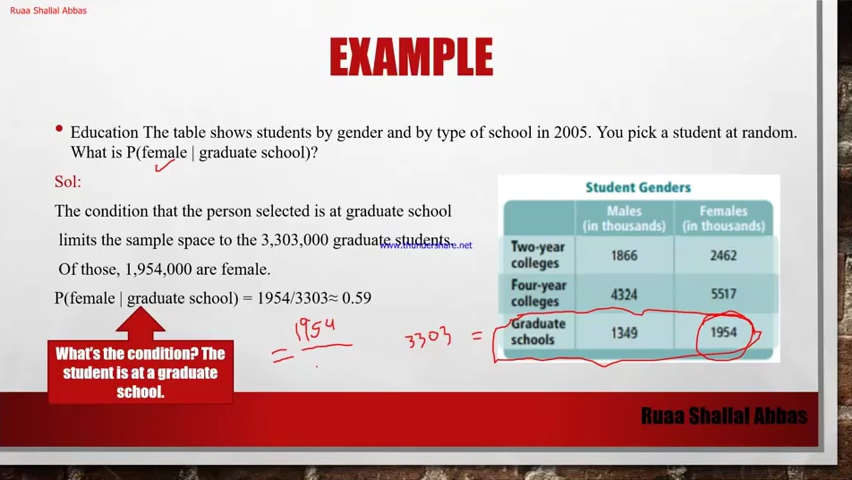 Ruaa Shallal Abbas
EXAMPLE
• Education The table shows students by gender and by type of school in 2005. You pick a student at random.
What is P(female | graduate school)?
Sol:
The condition that the person selected is at graduate school
limits the sample space to the 3,303,000 graduate students.
www.thundershare.net
Of those, 1,954,000 are female.
P(female | graduate school) = 1954/3303≈ 0.59
What's the condition? The
student is at a graduate
school.
= 1954
3303 =
Student Genders
Males Females
(in thousands) (in thousands)
Two-year
colleges 1866 2462
Four-year
colleges 4324 5517
Graduate
schools 1349 1954
Ruaa Shallal Abbas